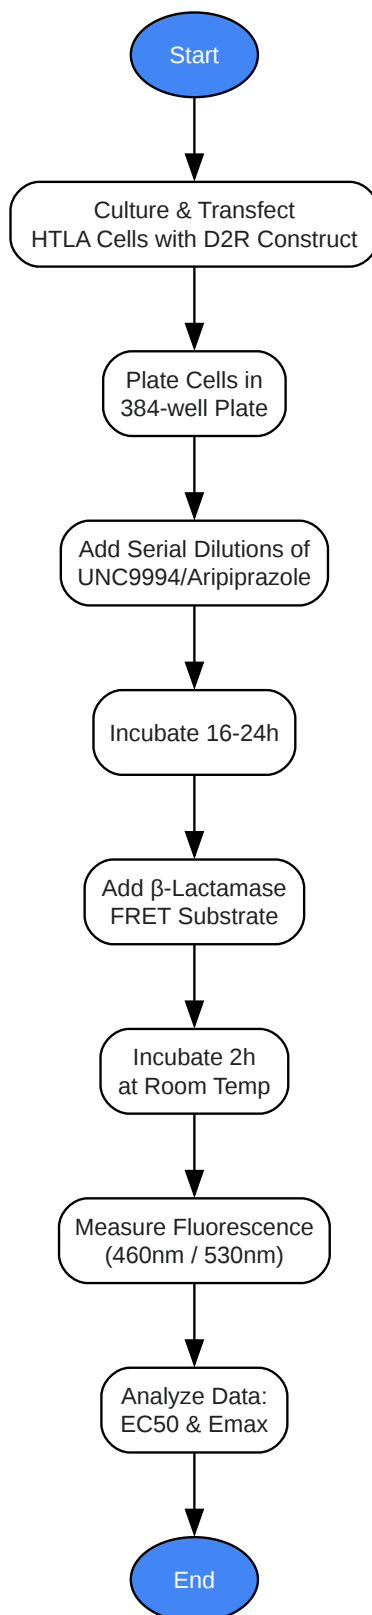 Start
Culture & Transfect
HTLA Cells with D2R Construct
Plate Cells in
384-well Plate
Add Serial Dilutions of
UNC9994/Aripiprazole
Incubate 16-24h
Add β-Lactamase
FRET Substrate
Incubate 2h
at Room Temp
Measure Fluorescence
(460nm / 530nm)
Analyze Data:
EC50 & Emax
End